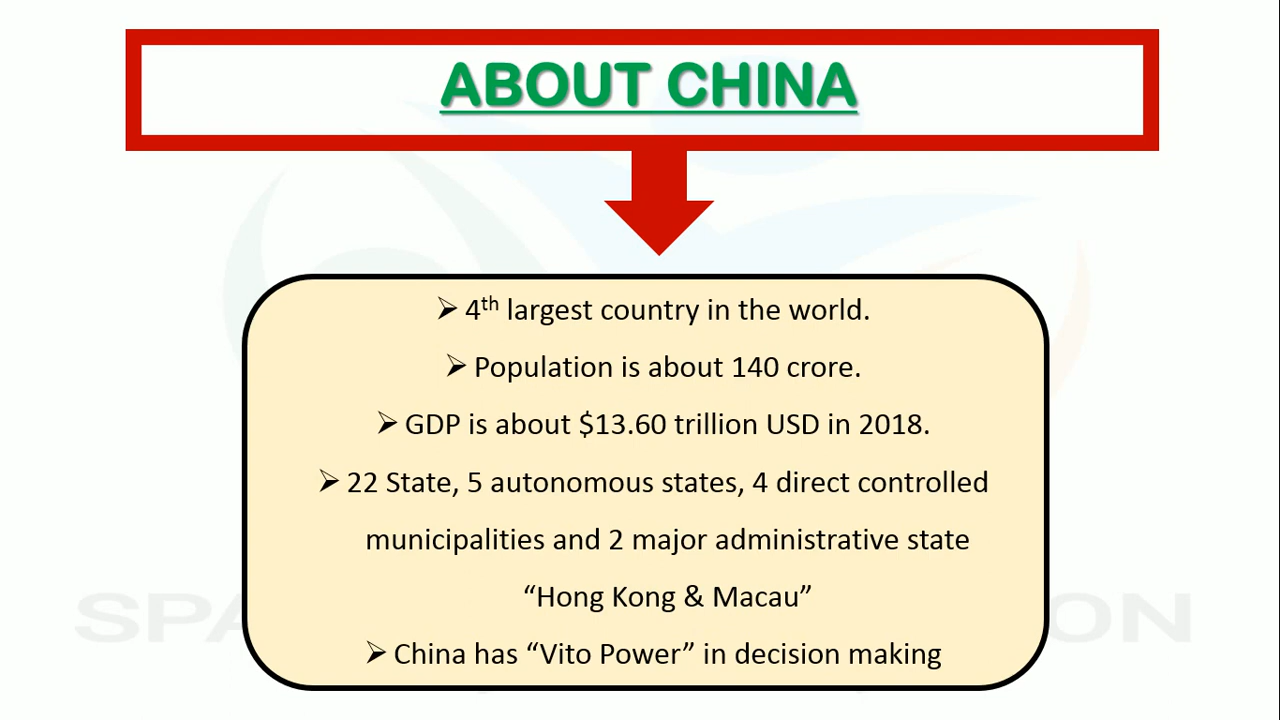 ABOUT CHINA
➢ 4th largest country in the world.
➢ Population is about 140 crore.
➢ GDP is about $13.60 trillion USD in 2018.
➢ 22 State, 5 autonomous states, 4 direct controlled
municipalities and 2 major administrative state
“Hong Kong & Macau”
➢ China has “Vito Power” in decision making